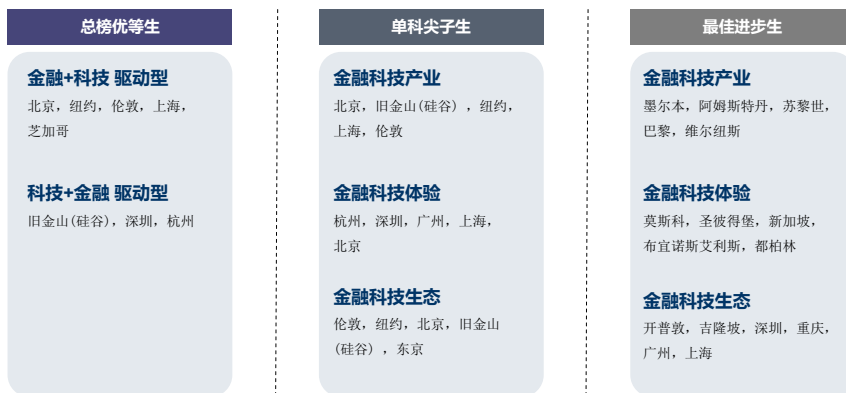 总榜优等生
金融+科技 驱动型
北京，纽约，伦敦，上海，
芝加哥
科技+金融 驱动型
旧金山(硅谷)，深圳，杭州
单科尖子生
金融科技产业
北京，旧金山(硅谷) ，纽约，
上海，伦敦
金融科技体验
杭州，深圳，广州，上海，
北京
金融科技生态
伦敦，纽约，北京，旧金山
(硅谷) ，东京
最佳进步生
金融科技产业
墨尔本，阿姆斯特丹，苏黎世，
巴黎，维尔纽斯
金融科技体验
莫斯科，圣彼得堡，新加坡，
布宜诺斯艾利斯，都柏林
金融科技生态
开普敦，吉隆坡，深圳，重庆，
广州，上海